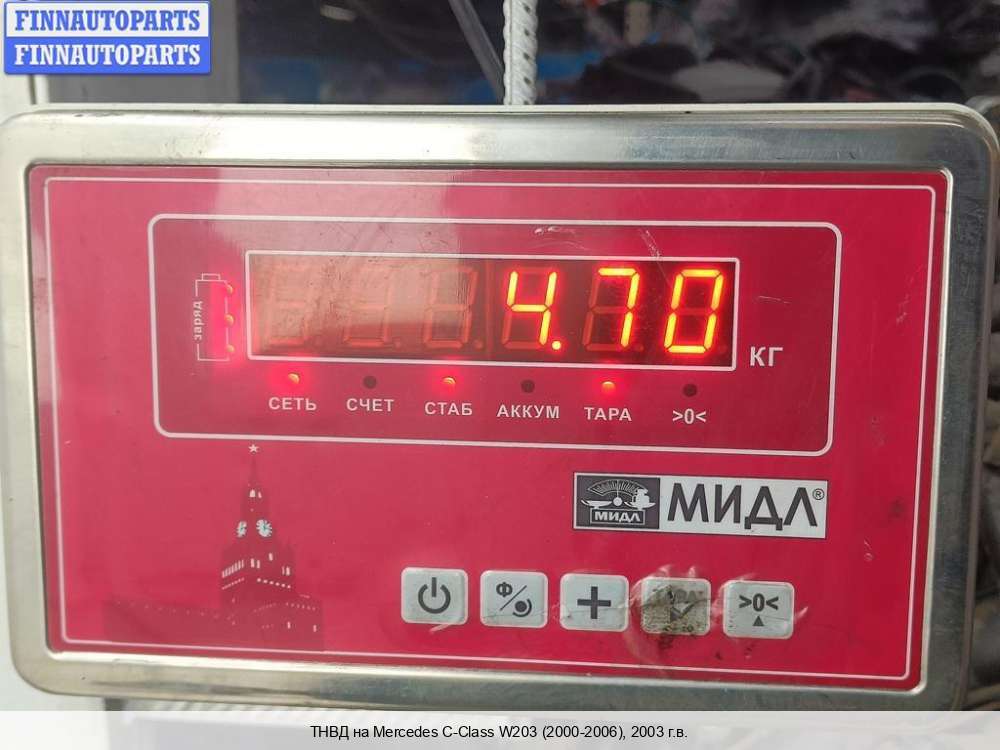 FINNAUTOPARTS
FINNAUTOPARTS
заряд
4.70
КГ
СЕТЬ СЧЕТ СТАБ АККУМ ТАРА >0<
МИДЛ МИДЛ®
Ф + >0<
ТНВД на Mercedes C-Class W203 (2000-2006), 2003 г.в.